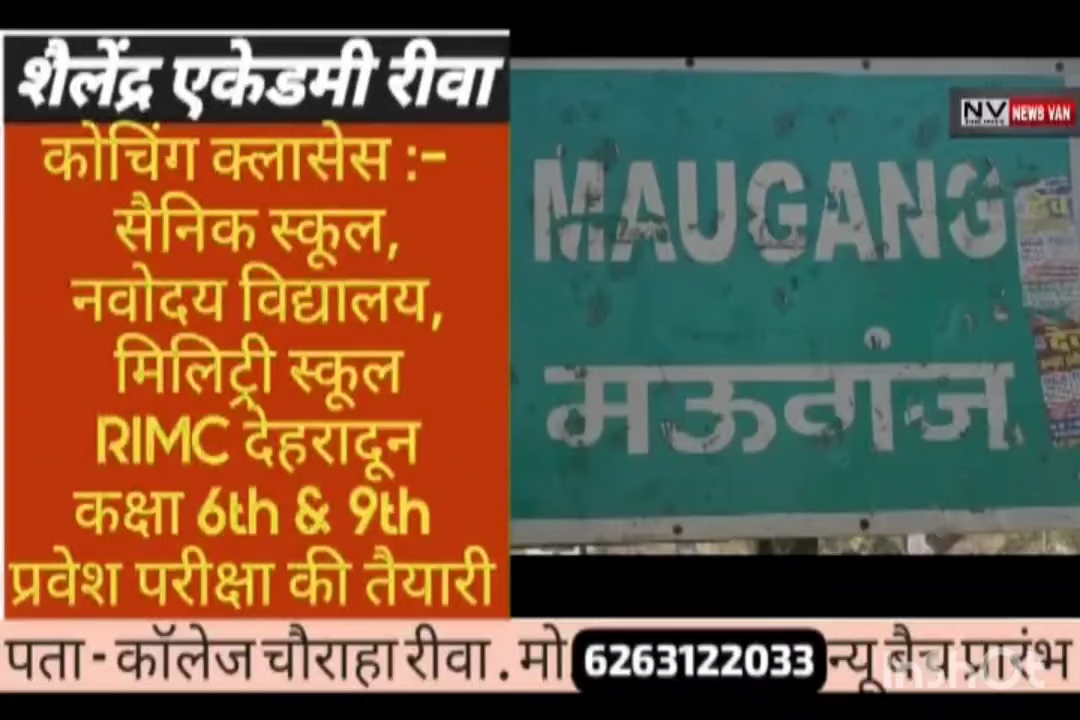 शैलेंद्र एकेडमी रीवा
कोचिंग क्लासेस :-
सैनिक स्कूल,
नवोदय विद्यालय,
मिलिट्री स्कूल
RIMC देहरादून
कक्षा 6th & 9th
प्रवेश परीक्षा की तैयारी
NV NEWS VAN
MAUGANG
मऊगंज
पता - कॉलेज चौराहा रीवा . मो 6263122033 न्यू बैच प्रारंभ
InShOt